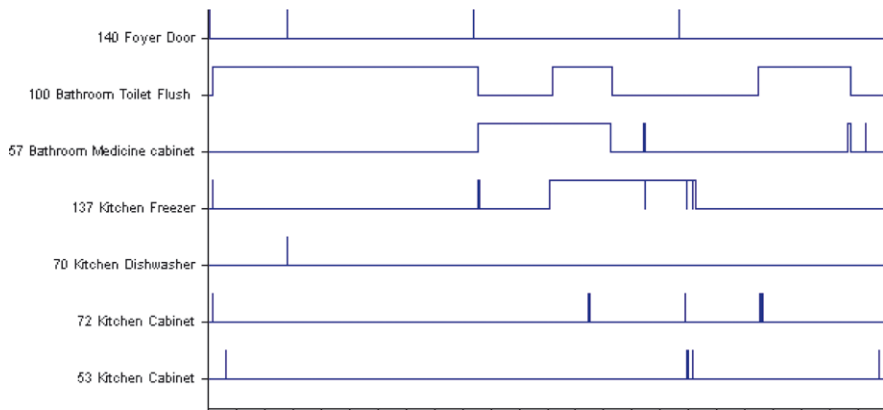 140 Foyer Door
100 Bathroom Toilet Flush
57 Bathroom Medicine cabinet
137 Kitchen Freezer
70 Kitchen Dishwasher
72 Kitchen Cabinet
53 Kitchen Cabinet